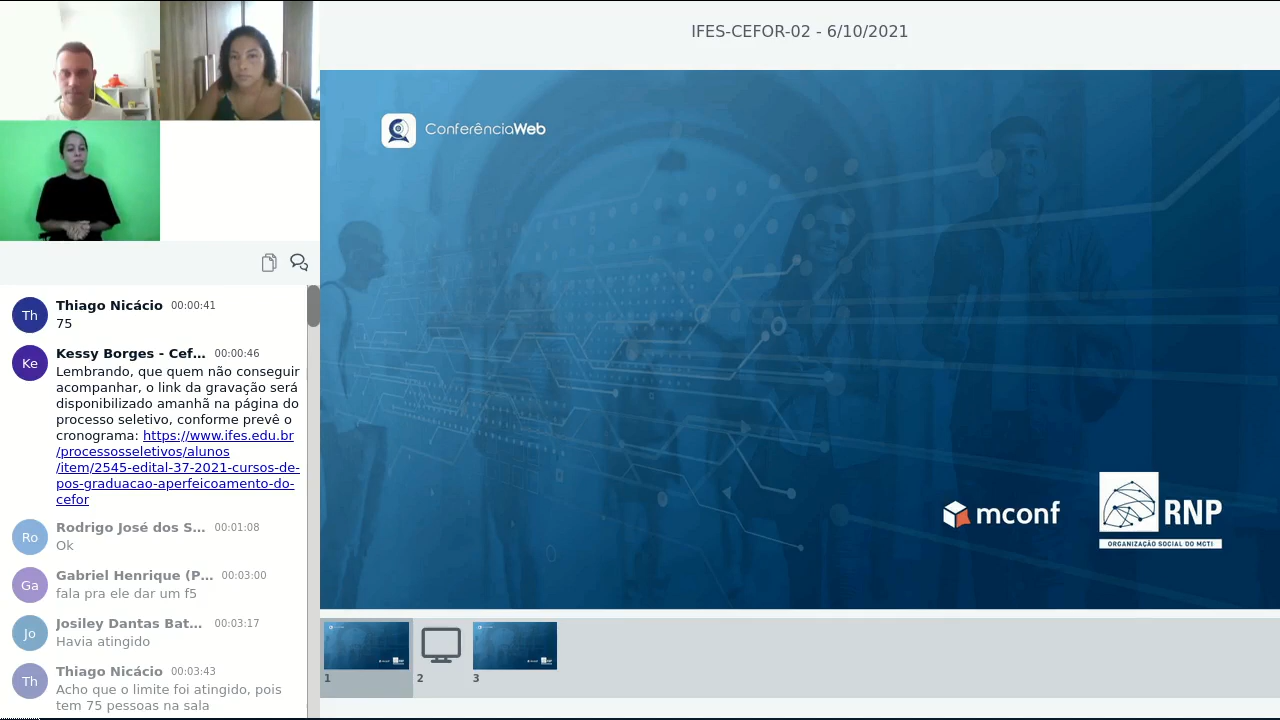 IFES-CEFOR-02 - 6/10/2021
ConferênciaWeb
mconf
RNP
ORGANIZAÇÃO SOCIAL DO MCTI
Th
Thiago Nicácio 00:00:41
75
Ke
Kessy Borges - Cef... 00:00:46
Lembrando, que quem não conseguir
acompanhar, o link da gravação será
disponibilizado amanhã na página do
processo seletivo, conforme prevê o
cronograma: https://www.ifes.edu.br
/processosseletivos/alunos
/item/2545-edital-37-2021-cursos-de-
pos-graduacao-aperfeicoamento-do-
cefor
Ro
Rodrigo José dos S... 00:01:08
Ok
Ga
Gabriel Henrique (P... 00:03:00
fala pra ele dar um f5
Jo
Josiley Dantas Bat... 00:03:17
Havia atingido
Th
Thiago Nicácio 00:03:43
Acho que o limite foi atingido, pois
tem 75 pessoas na sala
1
2
3